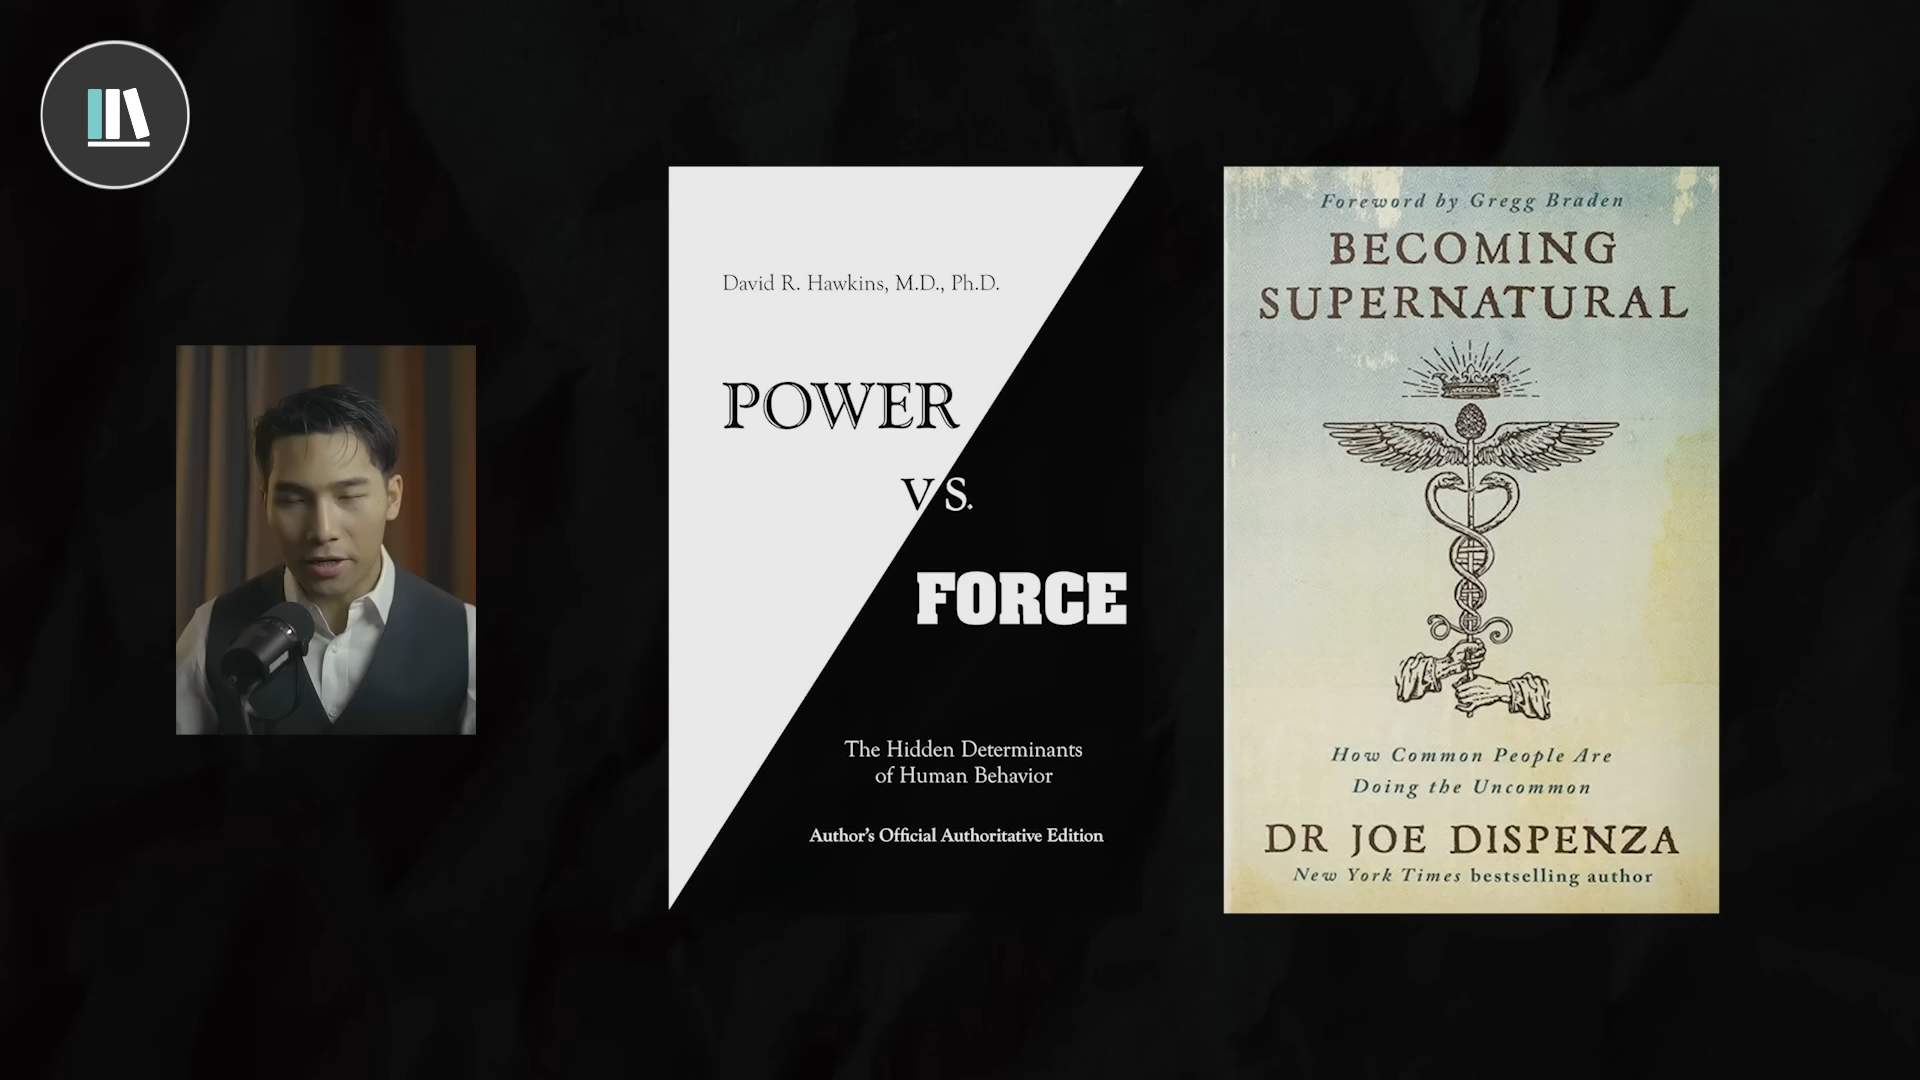 David R. Hawkins, M.D., Ph.D.
POWER
VS.
FORCE
The Hidden Determinants
of Human Behavior
Author's Official Authoritative Edition
Foreword by Gregg Braden
BECOMING
SUPERNATURAL
How Common People Are
Doing the Uncommon
DR JOE DISPENZA
New York Times bestselling author